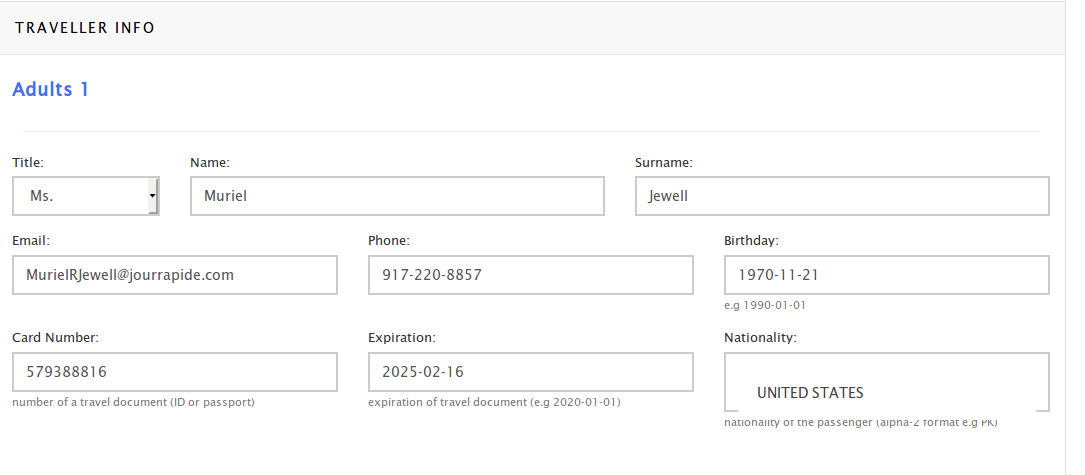 TRAVELLER INFO
Adults 1
Title: Name: Surname:
Ms. Muriel Jewell
Email: Phone: Birthday:
MurielRJewell@jourrapide.com 917-220-8857 1970-11-21
e.g 1990-01-01
Card Number: Expiration: Nationality:
579388816 2025-02-16
UNITED STATES
number of a travel document (ID or passport) expiration of travel document (e.g 2020-01-01)
nationality of the passenger (alpha-2 format e.g PK)